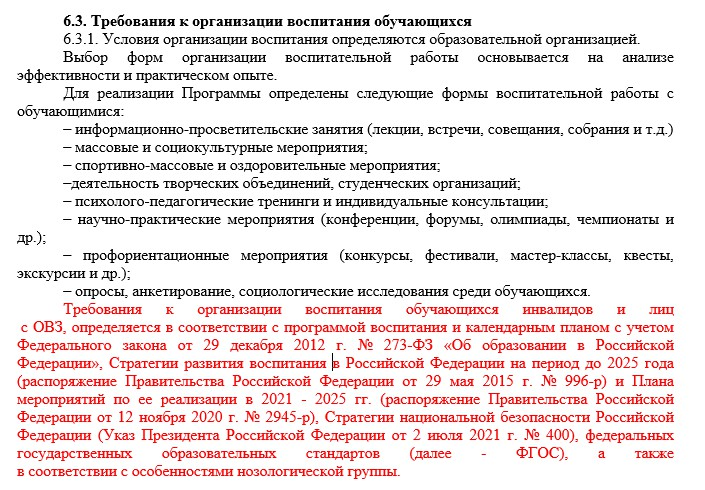 6.3. Требования к организации воспитания обучающихся
6.3.1. Условия организации воспитания определяются образовательной организацией.
Выбор форм организации воспитательной работы основывается на анализе
эффективности и практическом опыте.
Для реализации Программы определены следующие формы воспитательной работы с
обучающимися:
– информационно-просветительские занятия (лекции, встречи, совещания, собрания и т.д.)
– массовые и социокультурные мероприятия;
– спортивно-массовые и оздоровительные мероприятия;
–деятельность творческих объединений, студенческих организаций;
– психолого-педагогические тренинги и индивидуальные консультации;
– научно-практические мероприятия (конференции, форумы, олимпиады, чемпионаты и
др.);
– профориентационные мероприятия (конкурсы, фестивали, мастер-классы, квесты,
экскурсии и др.);
– опросы, анкетирование, социологические исследования среди обучающихся.
Требования к организации воспитания обучающихся инвалидов и лиц
с ОВЗ, определяется в соответствии с программой воспитания и календарным планом с учетом
Федерального закона от 29 декабря 2012 г. № 273-ФЗ «Об образовании в Российской
Федерации», Стратегии развития воспитания в Российской Федерации на период до 2025 года
(распоряжение Правительства Российской Федерации от 29 мая 2015 г. № 996-р) и Плана
мероприятий по ее реализации в 2021 - 2025 гг. (распоряжение Правительства Российской
Федерации от 12 ноября 2020 г. № 2945-р), Стратегии национальной безопасности Российской
Федерации (Указ Президента Российской Федерации от 2 июля 2021 г. № 400), федеральных
государственных образовательных стандартов (далее - ФГОС), а также
в соответствии с особенностями нозологической группы.